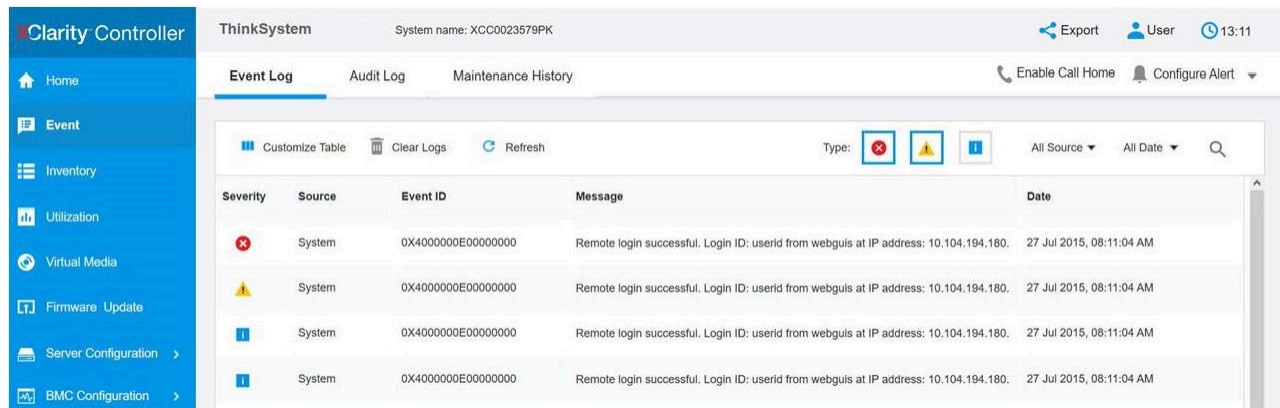 XClarity Controller
ThinkSystem
System name: XCC0023579PK
Export
User
13:11
Home
Event Log
Audit Log
Maintenance History
Enable Call Home
Configure Alert
Event
Customize Table
Clear Logs
Refresh
Type:
All Source
All Date
Inventory
Severity Source Event ID Message Date
Utilization
System 0X4000000E00000000 Remote login successful. Login ID: userid from webguis at IP address: 10.104.194.180. 27 Jul 2015, 08:11:04 AM
Virtual Media
System 0X4000000E00000000 Remote login successful. Login ID: userid from webguis at IP address: 10.104.194.180. 27 Jul 2015, 08:11:04 AM
Firmware Update
System 0X4000000E00000000 Remote login successful. Login ID: userid from webguis at IP address: 10.104.194.180. 27 Jul 2015, 08:11:04 AM
Server Configuration
System 0X4000000E00000000 Remote login successful. Login ID: userid from webguis at IP address: 10.104.194.180. 27 Jul 2015, 08:11:04 AM
BMC Configuration